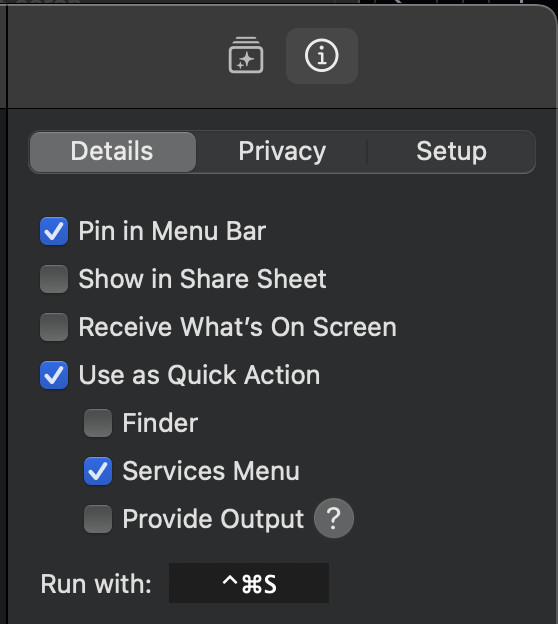 Details
Privacy
Setup
Pin in Menu Bar
Show in Share Sheet
Receive What's On Screen
Use as Quick Action
Finder
Services Menu
Provide Output ?
Run with: ^⌘S